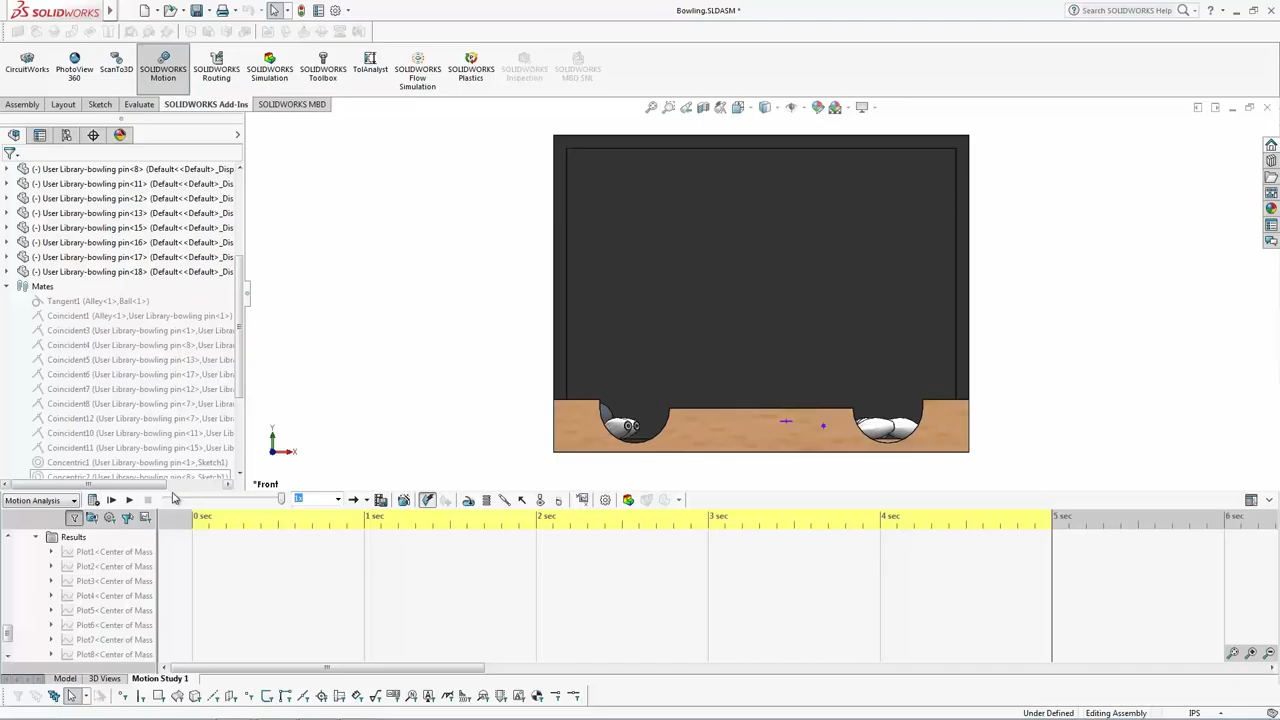 SOLIDWORKS
Bowling.SLDASM *
Search SOLIDWORKS Help
CircuitWorks
PhotoView
360
ScanTo3D
SOLIDWORKS
Motion
SOLIDWORKS
Routing
SOLIDWORKS
Simulation
SOLIDWORKS
Toolbox
TolAnalyst
SOLIDWORKS
Flow
Simulation
SOLIDWORKS
Plastics
SOLIDWORKS
Inspection
SOLIDWORKS
MBD SNL
Assembly
Layout
Sketch
Evaluate
SOLIDWORKS Add-Ins
SOLIDWORKS MBD
(-) User Library-bowling pin<8> (Default<<Default>_Dis
(-) User Library-bowling pin<11> (Default<<Default>_Dis
(-) User Library-bowling pin<12> (Default<<Default>_Dis
(-) User Library-bowling pin<13> (Default<<Default>_Dis
(-) User Library-bowling pin<15> (Default<<Default>_Dis
(-) User Library-bowling pin<16> (Default<<Default>_Dis
(-) User Library-bowling pin<17> (Default<<Default>_Dis
(-) User Library-bowling pin<18> (Default<<Default>_Dis
Mates
Tangent1 (Alley<1>,Ball<1>)
Coincident1 (Alley<1>,User Library-bowling pin<1>)
Coincident3 (User Library-bowling pin<1>,User Libra
Coincident4 (User Library-bowling pin<8>,User Libra
Coincident5 (User Library-bowling pin<13>,User Libr
Coincident6 (User Library-bowling pin<17>,User Libr
Coincident7 (User Library-bowling pin<12>,User Libr
Coincident8 (User Library-bowling pin<7>,User Libra
Coincident12 (User Library-bowling pin<7>,User Libr
Coincident10 (User Library-bowling pin<11>,User Lib
Coincident11 (User Library-bowling pin<15>,User Lib
Concentric1 (User Library-bowling pin<1>,Sketch1)
Concentric2 (User Library-bowling pin<8>,Sketch1)
Y
X
*Front
Motion Analysis
0 sec
1 sec
2 sec
3 sec
4 sec
5 sec
6 sec
Results
Plot1<Center of Mass
Plot2<Center of Mass
Plot3<Center of Mass
Plot4<Center of Mass
Plot5<Center of Mass
Plot6<Center of Mass
Plot7<Center of Mass
Plot8<Center of Mass
Model
3D Views
Motion Study 1
Under Defined
Editing Assembly
IPS